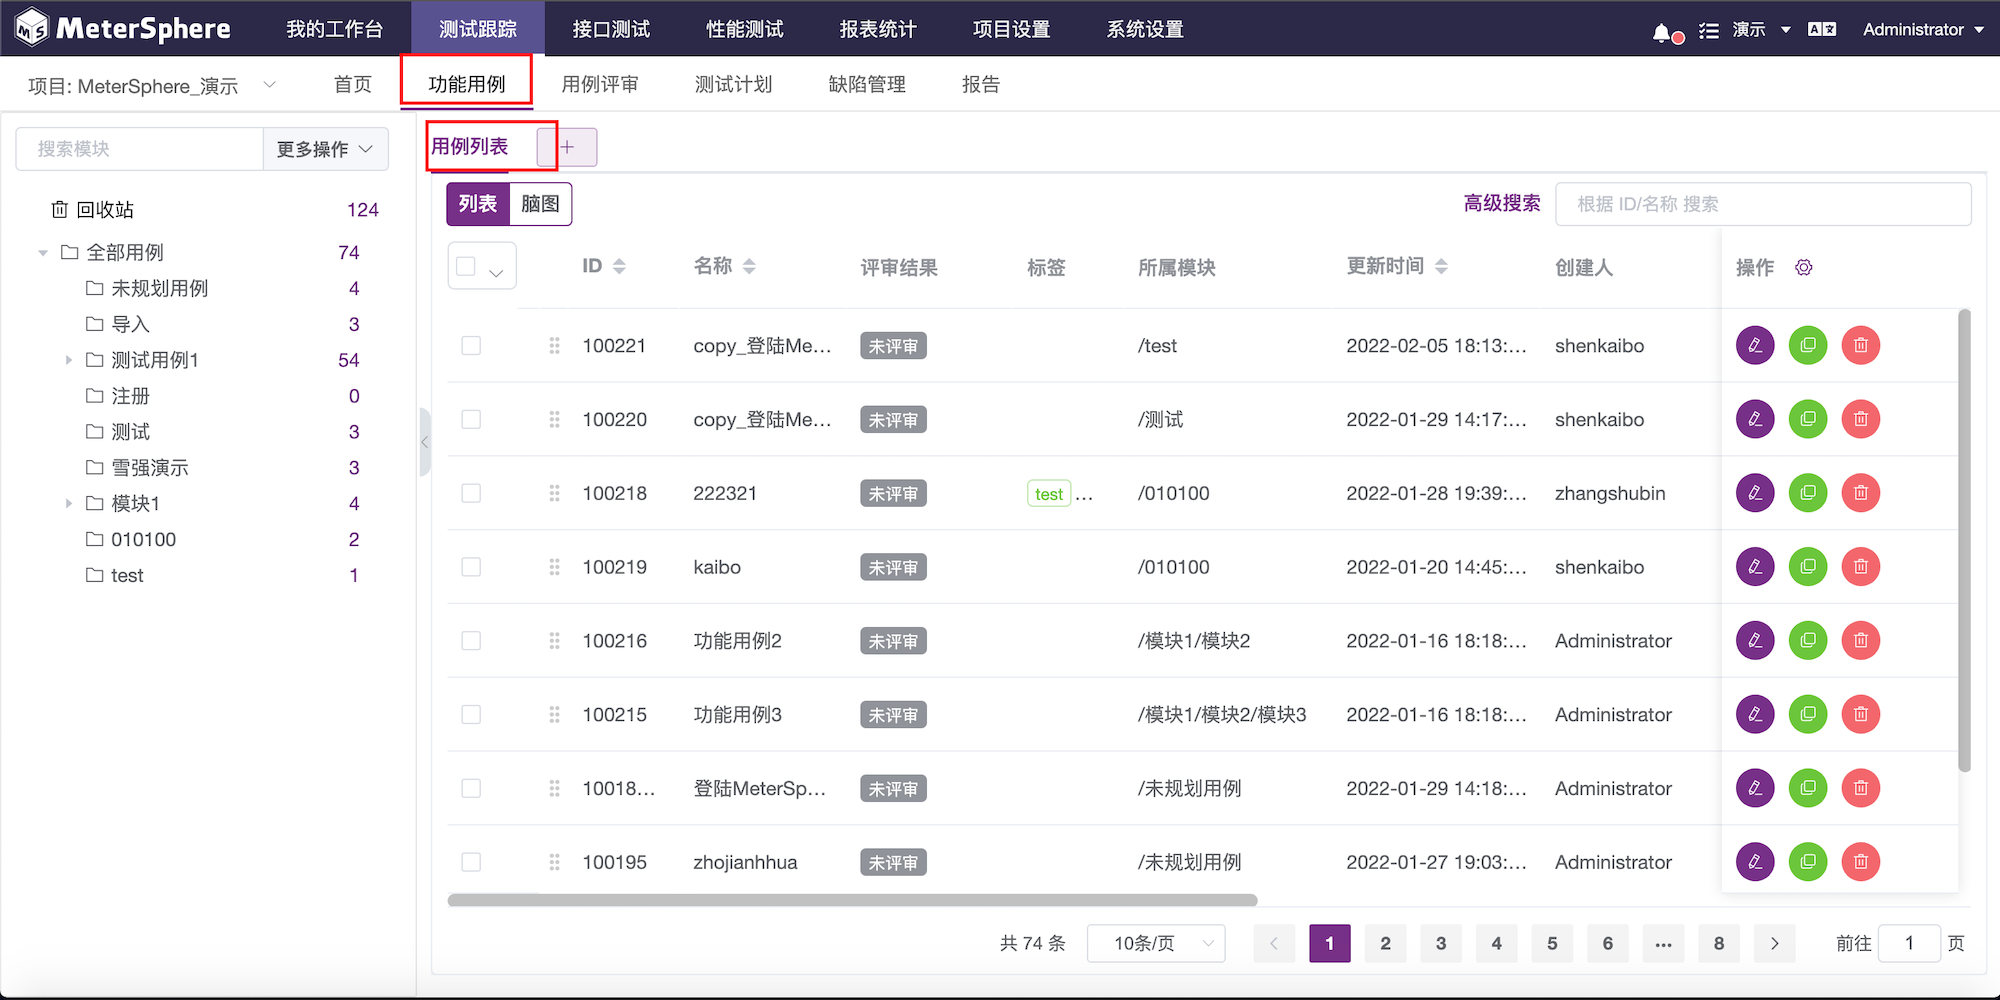 MeterSphere 我的工作台 测试跟踪 接口测试 性能测试 报表统计 项目设置 系统设置 演示 Administrator
项目: MeterSphere_演示 首页 功能用例 用例评审 测试计划 缺陷管理 报告
搜索模块 更多操作
回收站 124
全部用例 74
未规划用例 4
导入 3
测试用例1 54
注册 0
测试 3
雪强演示 3
模块1 4
010100 2
test 1
用例列表 +
列表 脑图 高级搜索 根据 ID/名称 搜索
ID 名称 评审结果 标签 所属模块 更新时间 创建人 操作
100221 copy_登陆Me... 未评审 /test 2022-02-05 18:13:... shenkaibo
100220 copy_登陆Me... 未评审 /测试 2022-01-29 14:17:... shenkaibo
100218 222321 未评审 test ... /010100 2022-01-28 19:39:... zhangshubin
100219 kaibo 未评审 /010100 2022-01-20 14:45:... shenkaibo
100216 功能用例2 未评审 /模块1/模块2 2022-01-16 18:18:... Administrator
100215 功能用例3 未评审 /模块1/模块2/模块3 2022-01-16 18:18:... Administrator
10018... 登陆MeterSp... 未评审 /未规划用例 2022-01-29 14:18:... Administrator
100195 zhojianhhua 未评审 /未规划用例 2022-01-27 19:03:... Administrator
共 74 条 10条/页 < 1 2 3 4 5 6 ... 8 > 前往 1 页